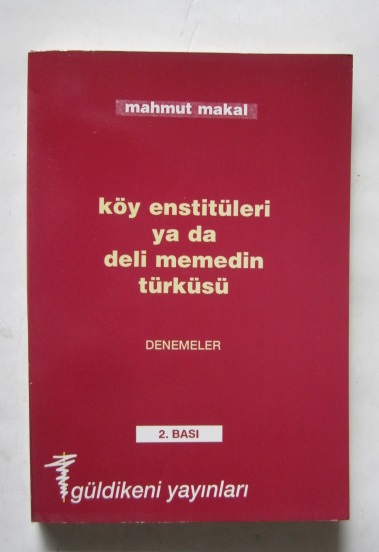 mahmut makal
köy enstitüleri
ya da
deli memedin
türküsü
DENEMELER
2. BASI
güldikeni yayınları